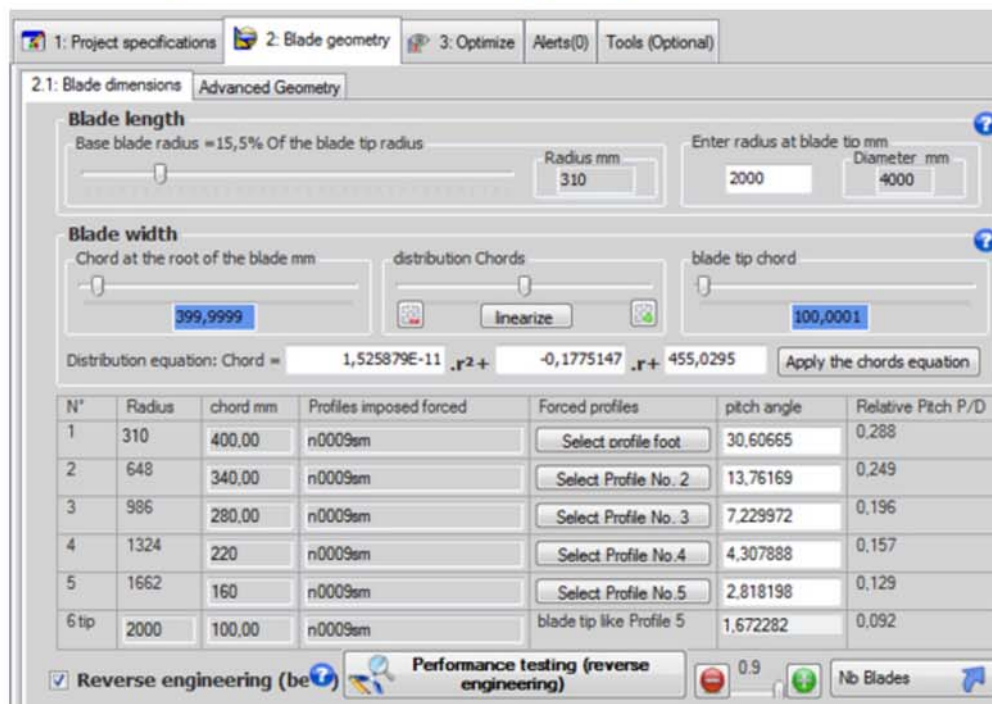 1: Project specifications 2: Blade geometry 3: Optimize Alerts(0) Tools (Optional)
2.1: Blade dimensions Advanced Geometry
Blade length
Base blade radius =15,5% Of the blade tip radius
Radius mm
310
Enter radius at blade tip mm
2000
Diameter mm
4000
Blade width
Chord at the root of the blade mm
399,9999
distribution Chords
linearize
blade tip chord
100,0001
Distribution equation: Chord = 1,525879E-11 .r²+ -0,1775147 .r+ 455,0295 Apply the chords equation
N° Radius chord mm Profiles imposed forced Forced profiles pitch angle Relative Pitch P/D
1 310 400,00 n0009sm Select profile foot 30,60665 0,288
2 648 340,00 n0009sm Select Profile No. 2 13,76169 0,249
3 986 280,00 n0009sm Select Profile No. 3 7,229972 0,196
4 1324 220 n0009sm Select Profile No.4 4,307888 0,157
5 1662 160 n0009sm Select Profile No.5 2,818198 0,129
6 tip 2000 100,00 n0009sm blade tip like Profile 5 1,672282 0,092
Reverse engineering (be ? ) Performance testing (reverse
engineering) 0.9 Nb Blades